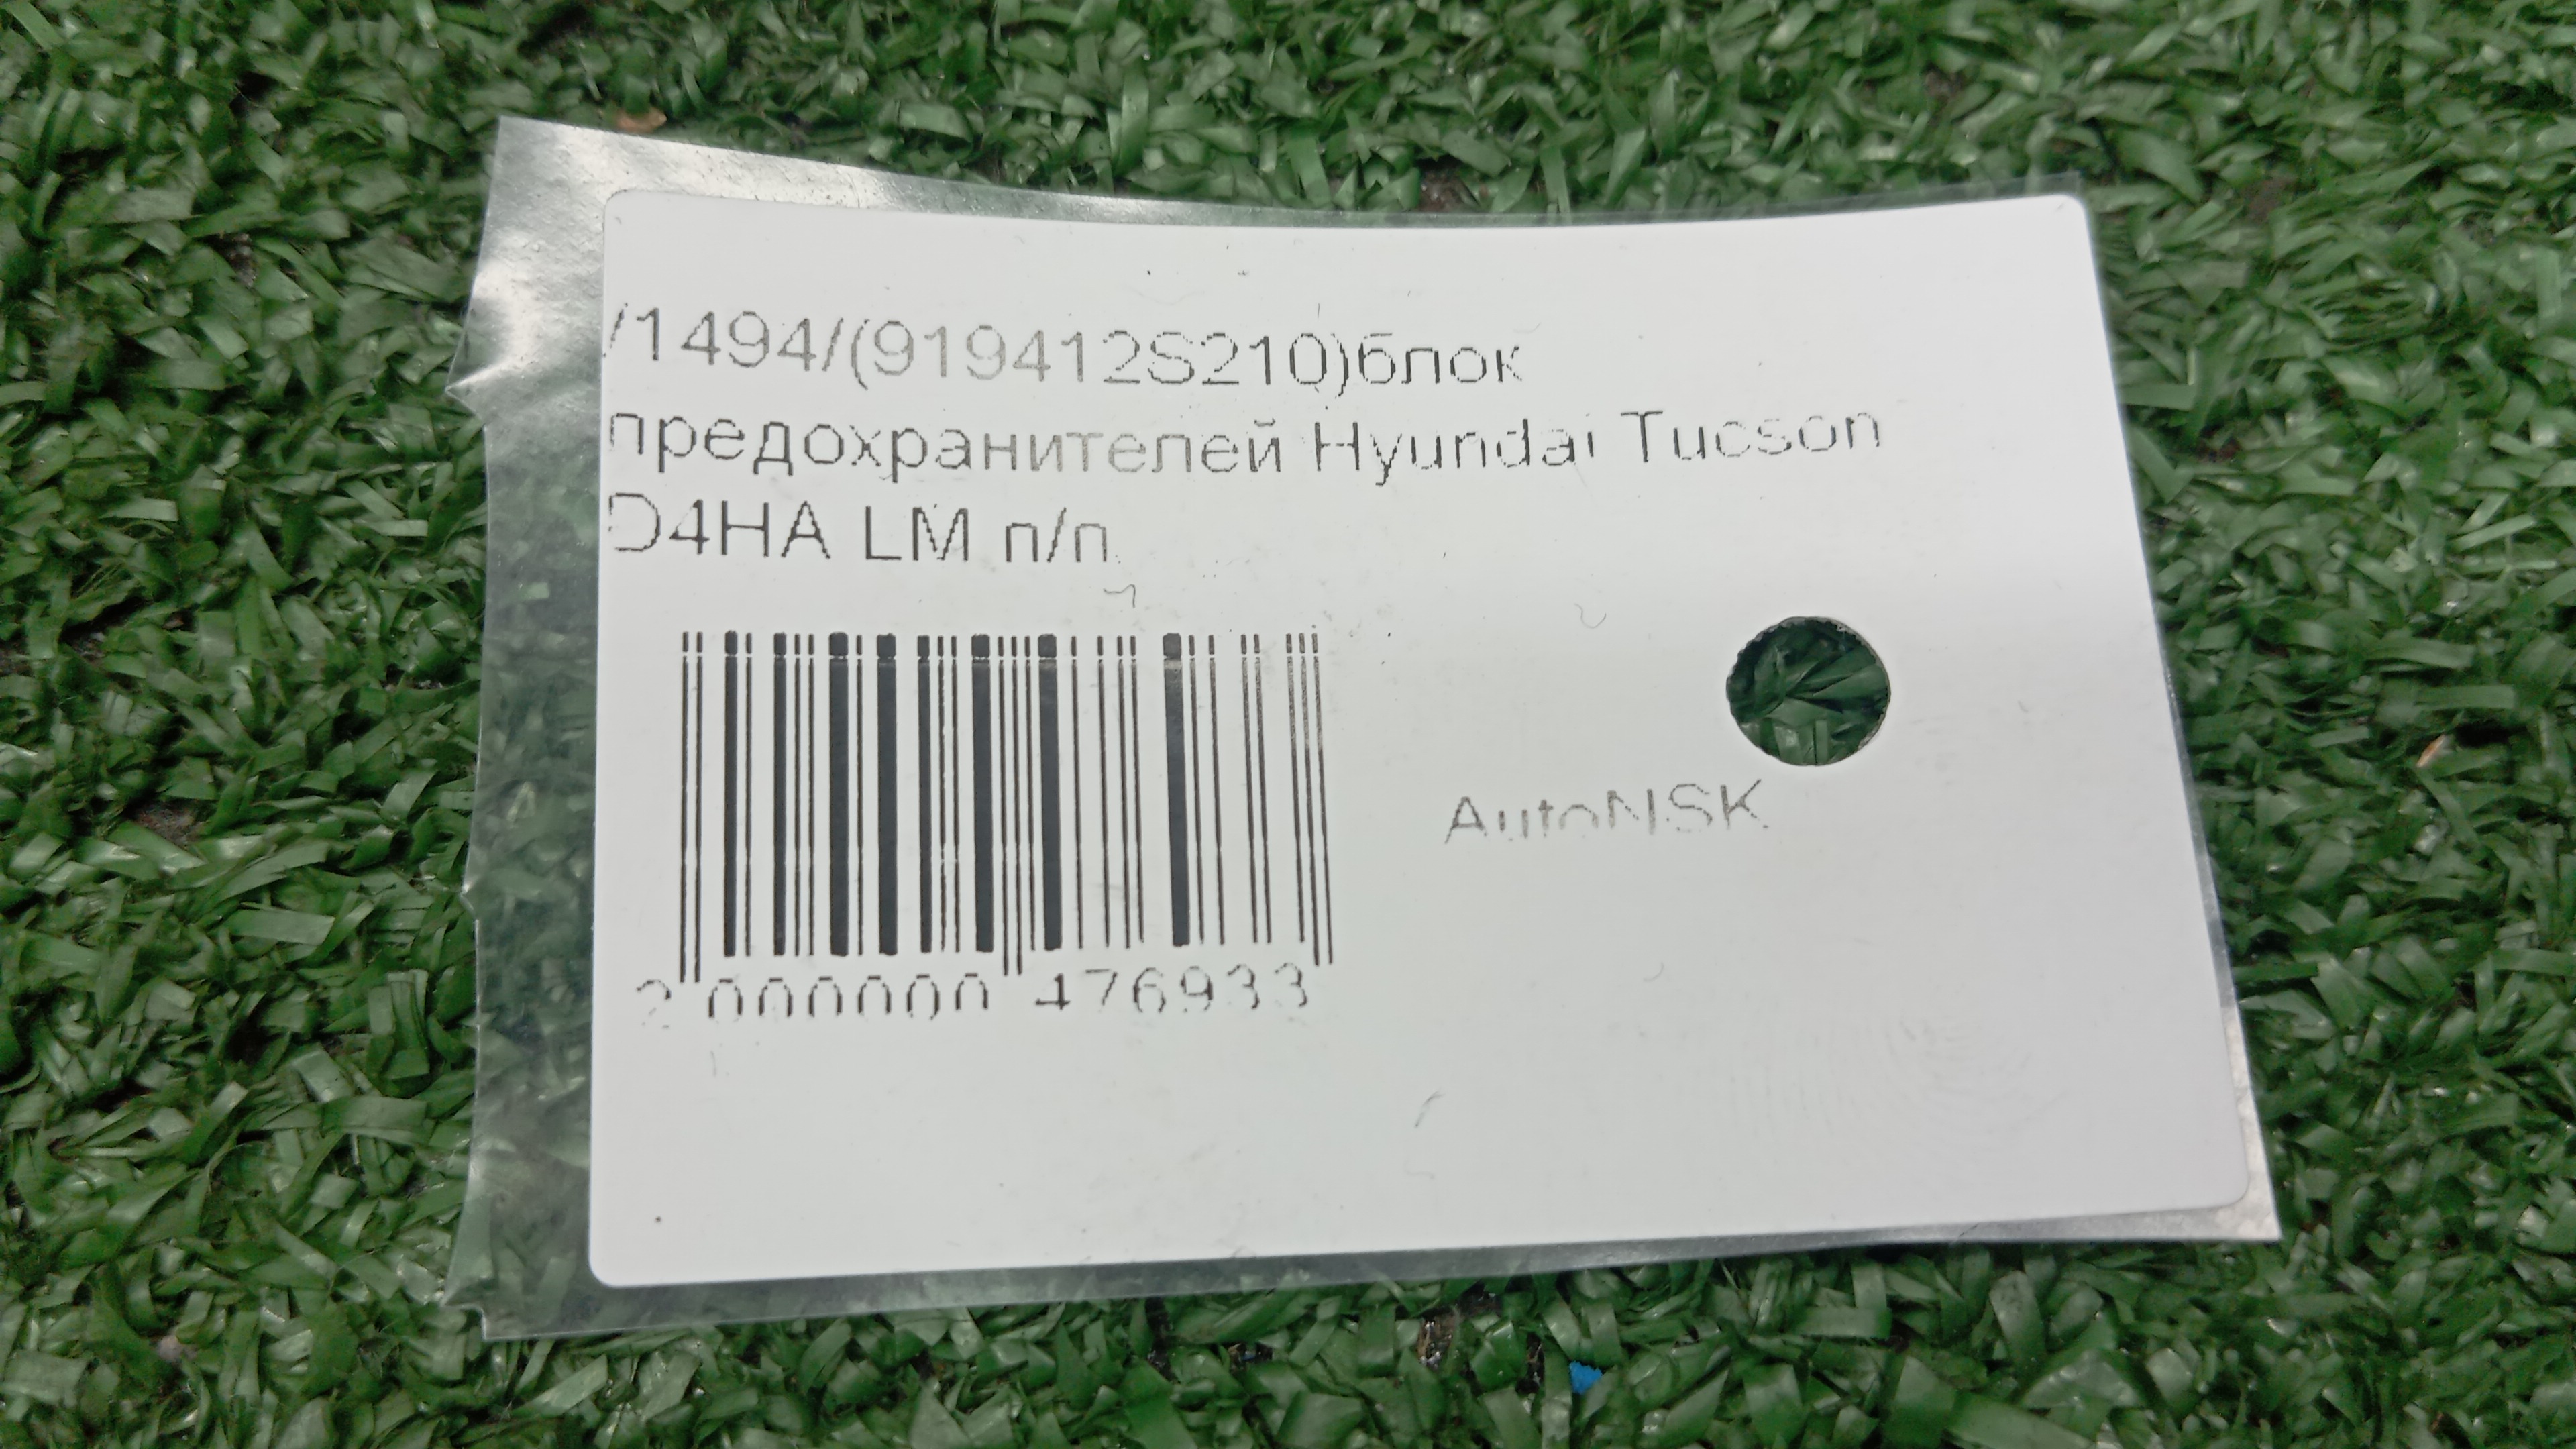 /1494/(919412S210)блок
предохранителей Hyundai Tucson
D4HA LM п/п
AutoNSK
2 000000 476933